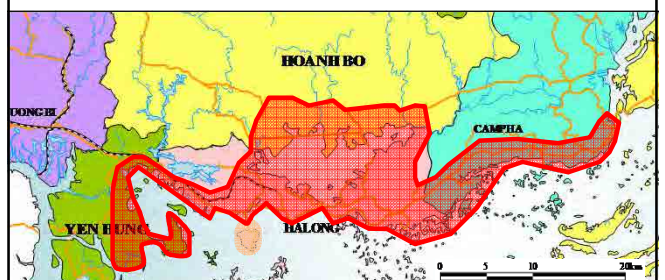 HOANH BO
UONG BI
CAMPHA
YEN HUNG
HALONG
0 5 10 20km